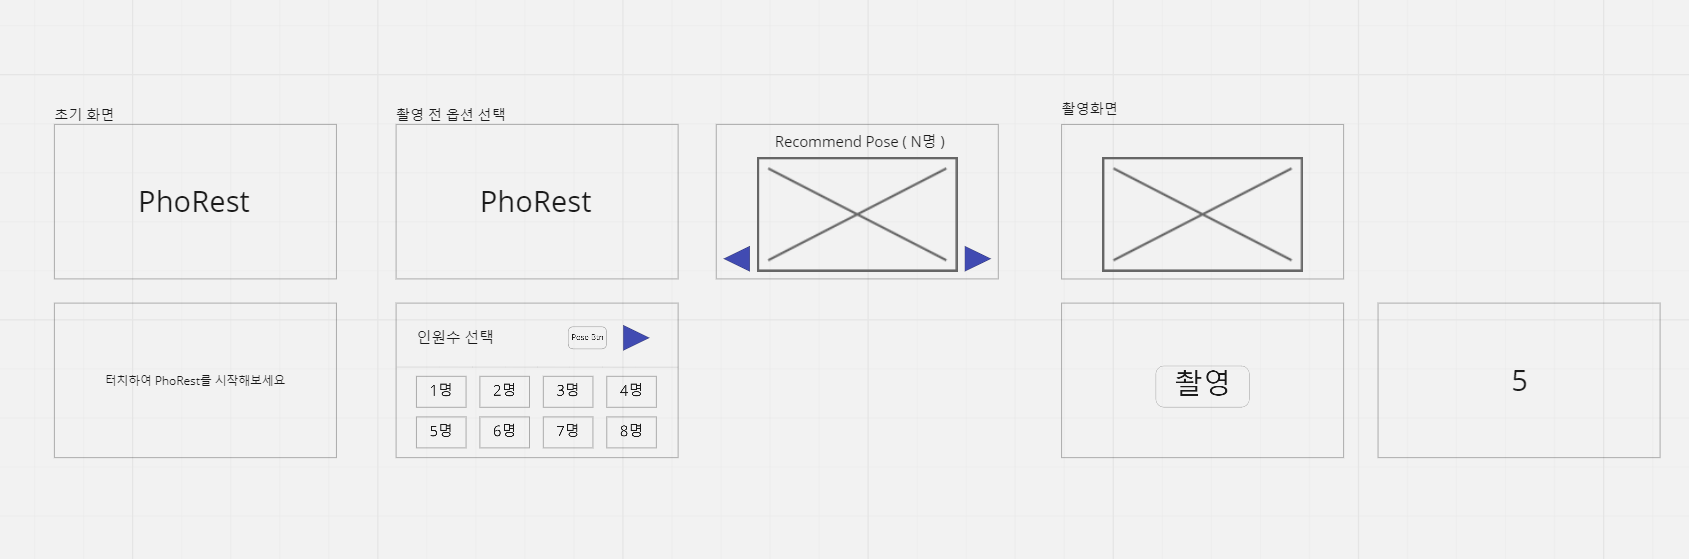 초기 화면
PhoRest
터치하여 PhoRest를 시작해보세요
촬영 전 옵션 선택
PhoRest
인원수 선택
Pose Btn
1명 2명 3명 4명
5명 6명 7명 8명
Recommend Pose ( N명 )
촬영화면
촬영
5